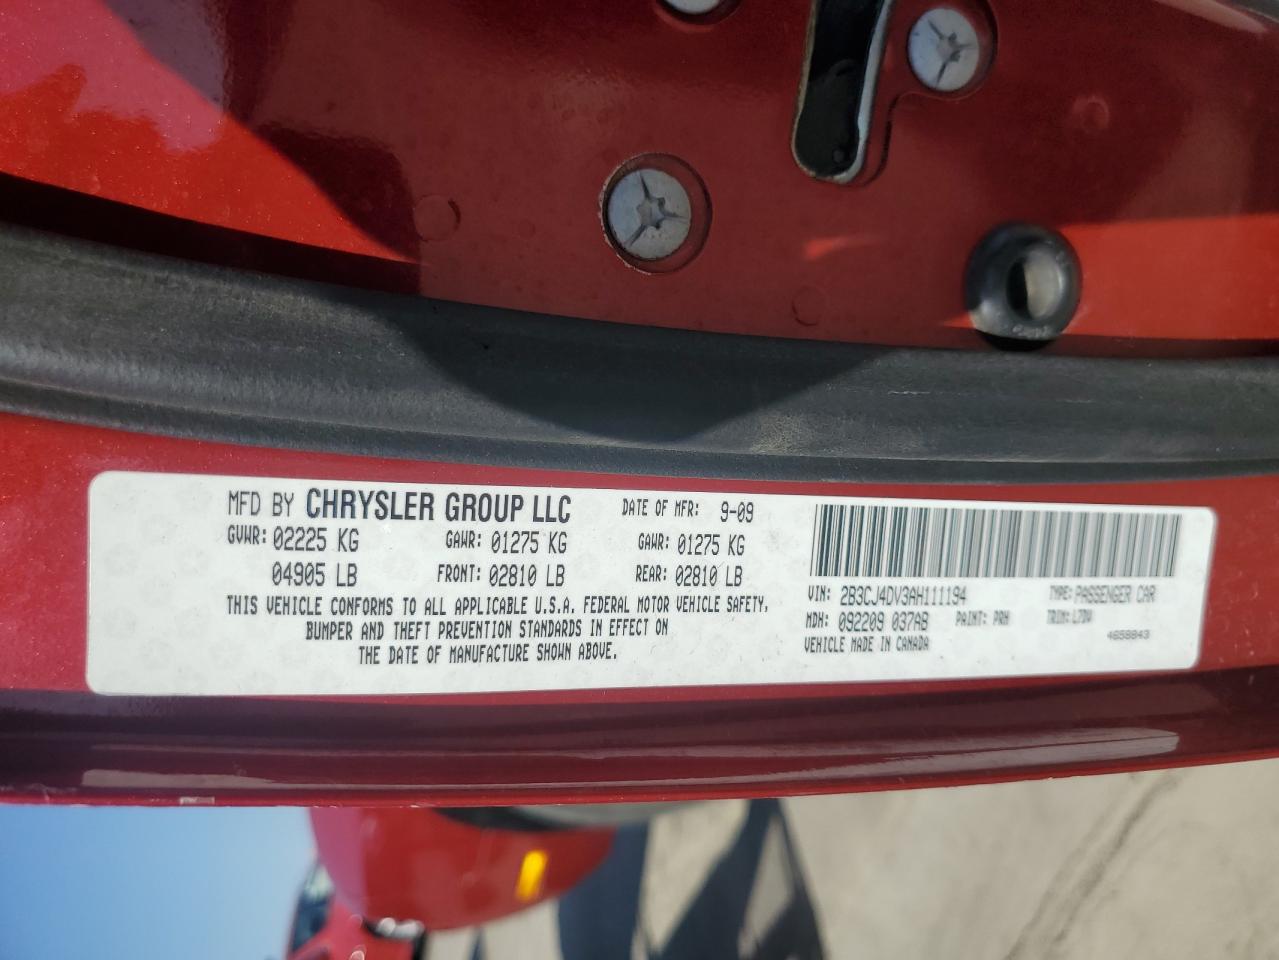 MFD BY CHRYSLER GROUP LLC DATE OF MFR: 9-09
GVWR: 02225 KG GAWR: 01275 KG GAWR: 01275 KG
04905 LB FRONT: 02810 LB REAR: 02810 LB
THIS VEHICLE CONFORMS TO ALL APPLICABLE U.S.A. FEDERAL MOTOR VEHICLE SAFETY,
BUMPER AND THEFT PREVENTION STANDARDS IN EFFECT ON
THE DATE OF MANUFACTURE SHOWN ABOVE.
VIN: 2B3CJ4DV3AH111194 TYPE: PASSENGER CAR
MDH: 092209 037AB PAINT: PRH TRIM: L7DV
VEHICLE MADE IN CANADA 4658843